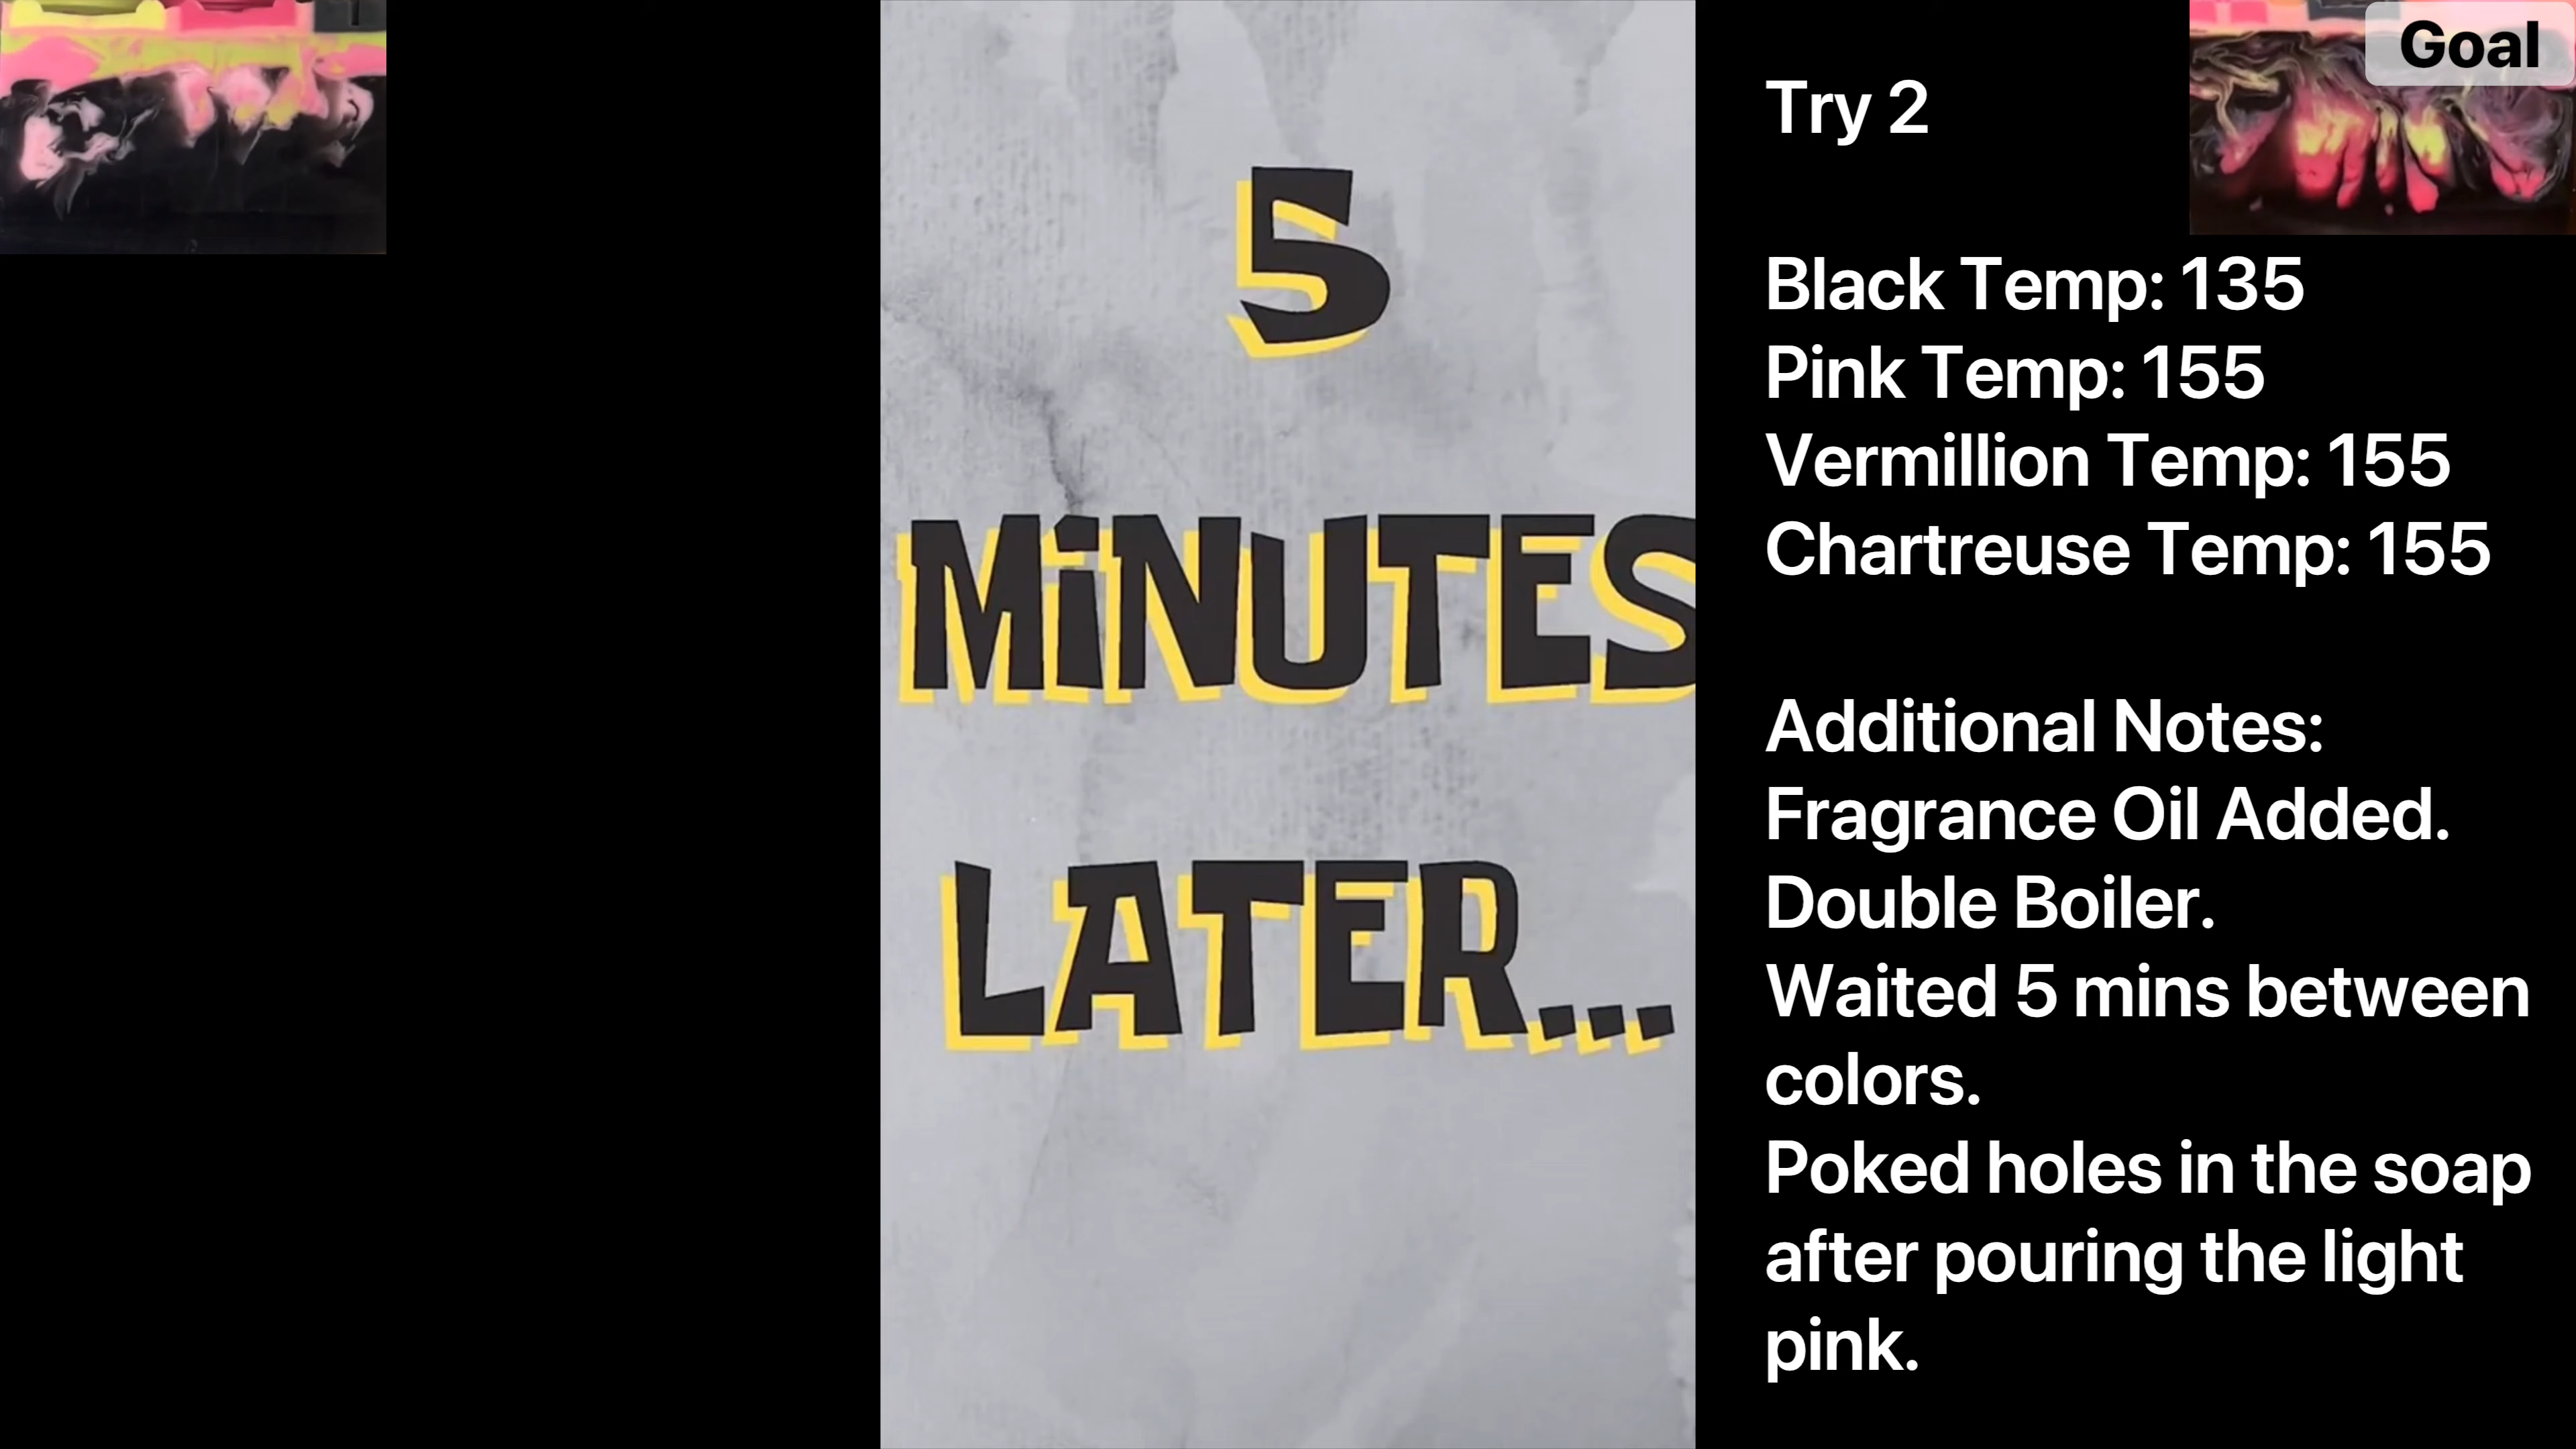 5
MiNUTES
LATER...
Goal
Try 2
Black Temp: 135
Pink Temp: 155
Vermillion Temp: 155
Chartreuse Temp: 155
Additional Notes:
Fragrance Oil Added.
Double Boiler.
Waited 5 mins between
colors.
Poked holes in the soap
after pouring the light
pink.